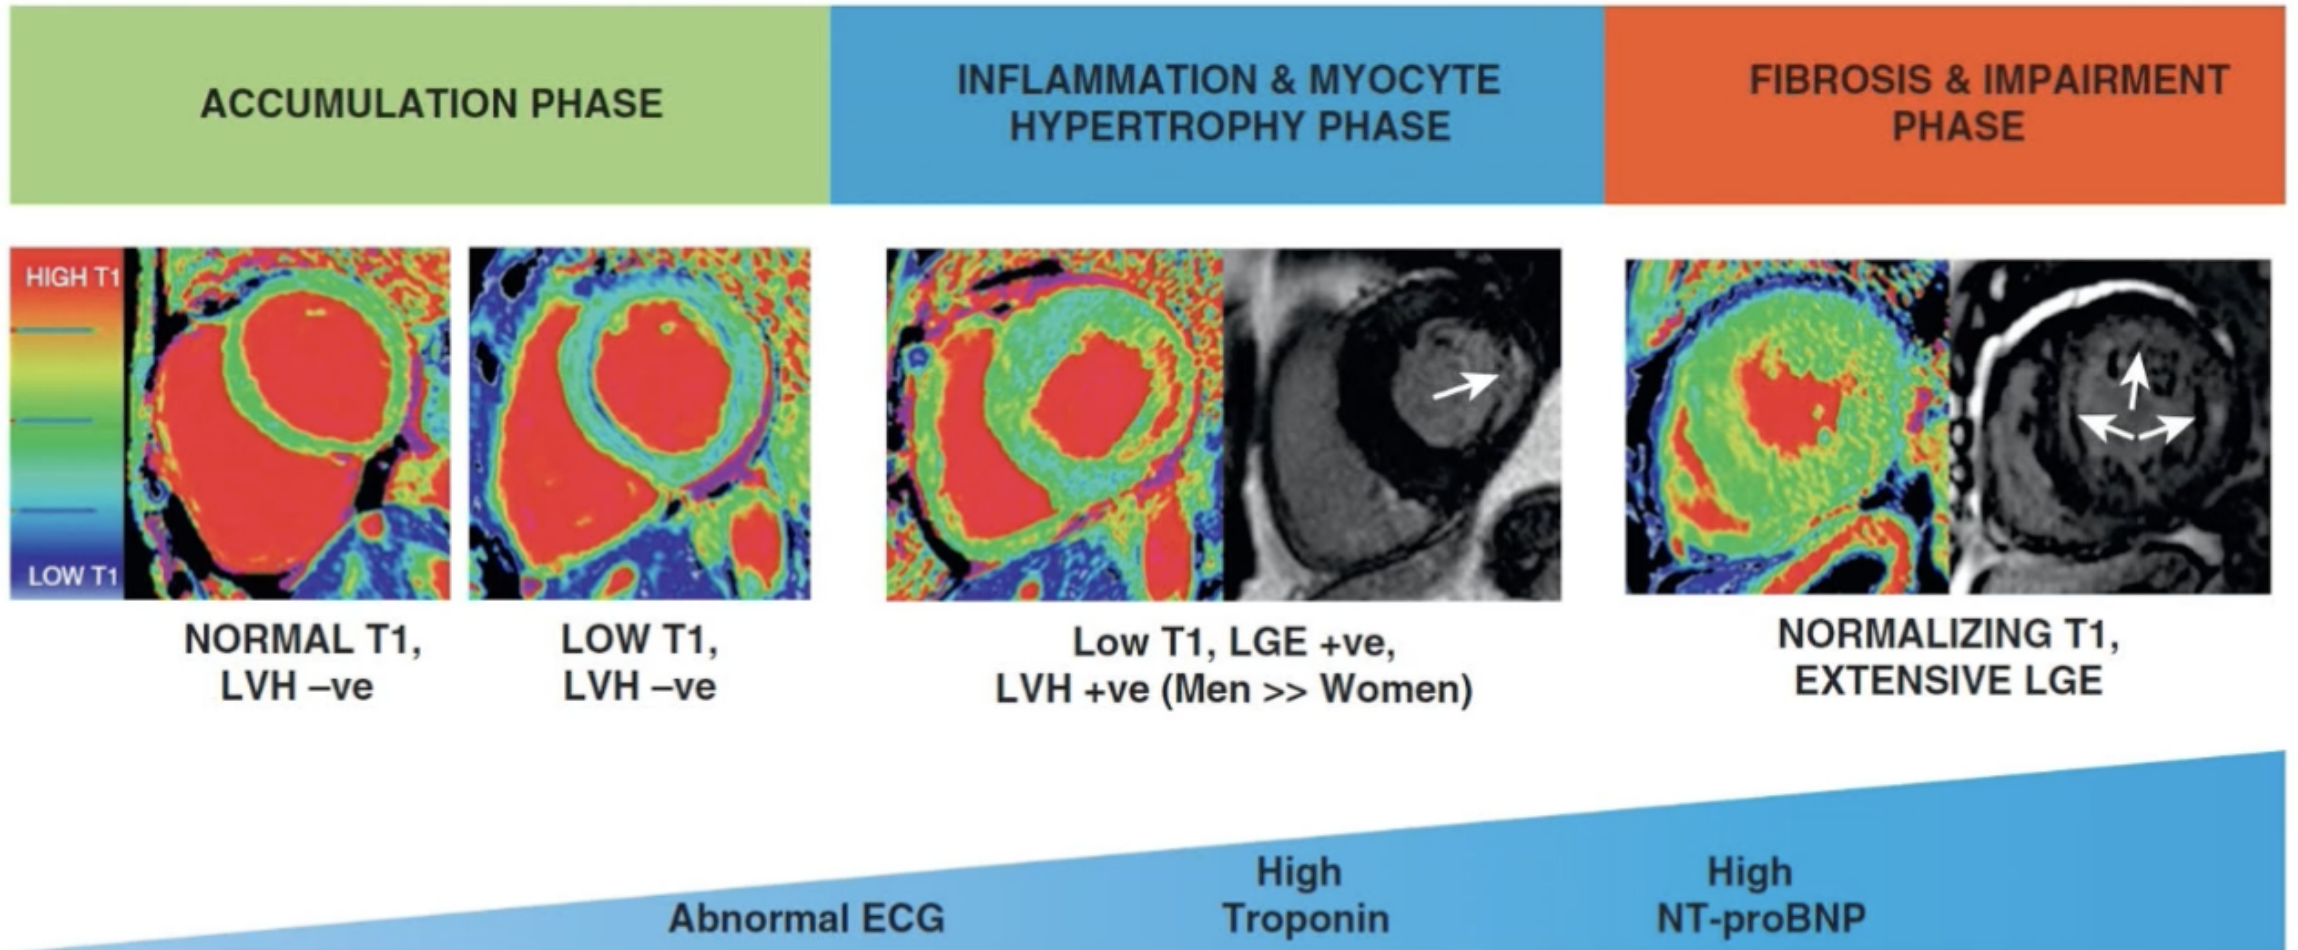 ACCUMULATION PHASE
INFLAMMATION & MYOCYTE
HYPERTROPHY PHASE
FIBROSIS & IMPAIRMENT
PHASE
HIGH T1
LOW T1
NORMAL T1,
LVH –ve
LOW T1,
LVH –ve
Low T1, LGE +ve,
LVH +ve (Men >> Women)
NORMALIZING T1,
EXTENSIVE LGE
Abnormal ECG
High
Troponin
High
NT-proBNP